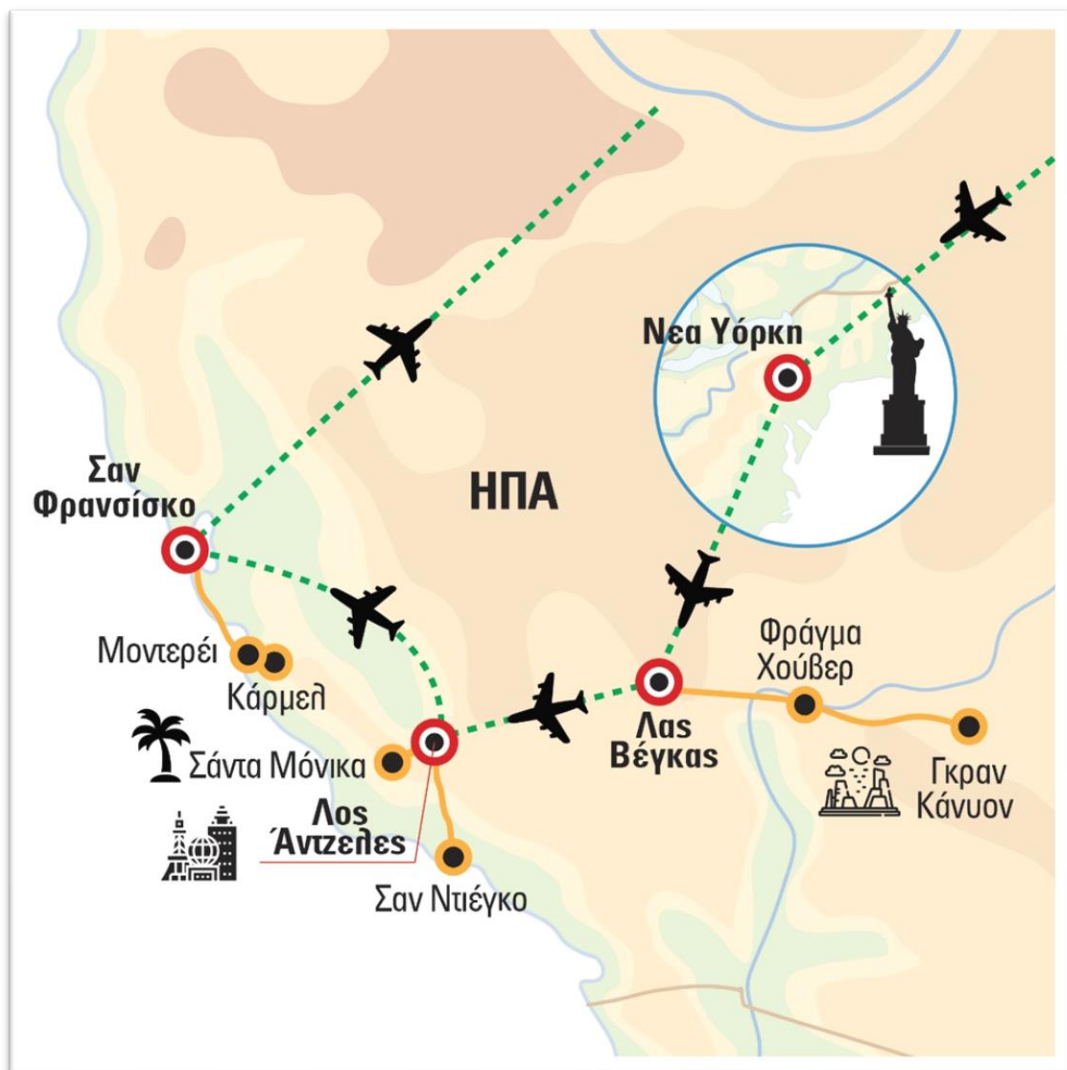 Νεα Υόρκη
Σαν
Φρανσίσκο
ΗΠΑ
Μοντερέι
Κάρμελ
Φράγμα
Χούβερ
Λας
Βέγκας
Σάντα Μόνικα
Γκραν
Κάνυον
Λος
Άντζελες
Σαν Ντιέγκο